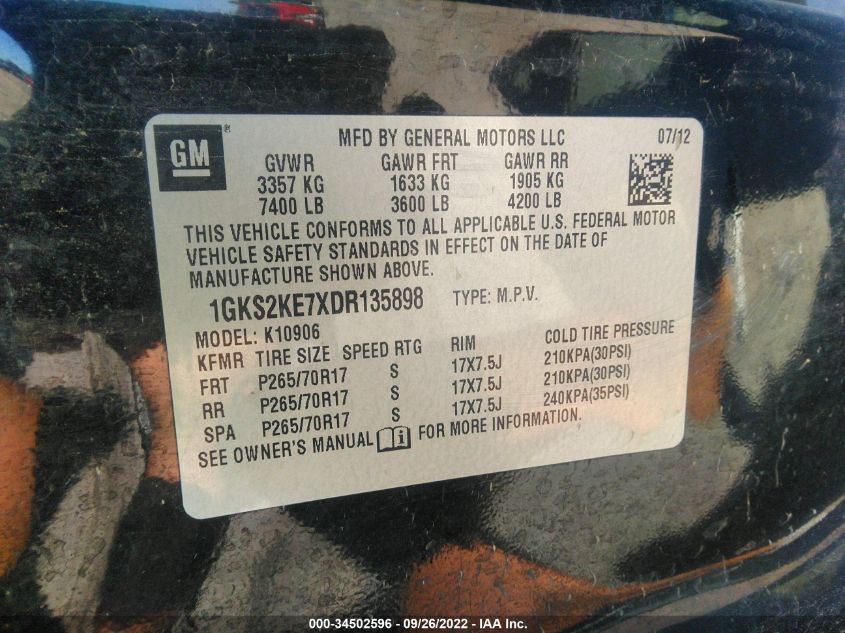 GM®
MFD BY GENERAL MOTORS LLC 07/12
GVWR GAWR FRT GAWR RR
3357 KG 1633 KG 1905 KG
7400 LB 3600 LB 4200 LB
THIS VEHICLE CONFORMS TO ALL APPLICABLE U.S. FEDERAL MOTOR
VEHICLE SAFETY STANDARDS IN EFFECT ON THE DATE OF
MANUFACTURE SHOWN ABOVE.
1GKS2KE7XDR135898 TYPE: M.P.V.
MODEL: K10906
KFMR TIRE SIZE SPEED RTG RIM COLD TIRE PRESSURE
FRT P265/70R17 S 17X7.5J 210KPA(30PSI)
RR P265/70R17 S 17X7.5J 210KPA(30PSI)
SPA P265/70R17 S 17X7.5J 240KPA(35PSI)
SEE OWNER'S MANUAL i FOR MORE INFORMATION.
000-34502596 - 09/26/2022 - IAA Inc.